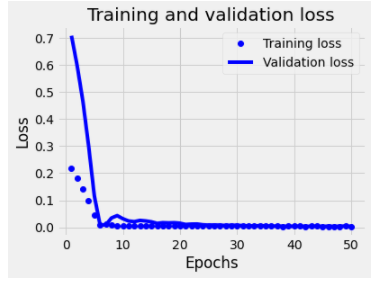 Training and validation loss
Training loss
Validation loss
0.7
0.6
0.5
0.4
0.3
0.2
0.1
0.0
Loss
0 10 20 30 40 50
Epochs